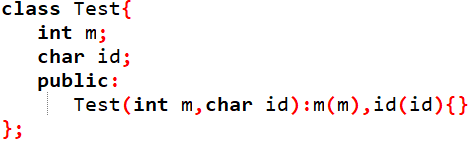 class Test{
int m;
char id;
public:
Test(int m,char id):m(m),id(id){}
};